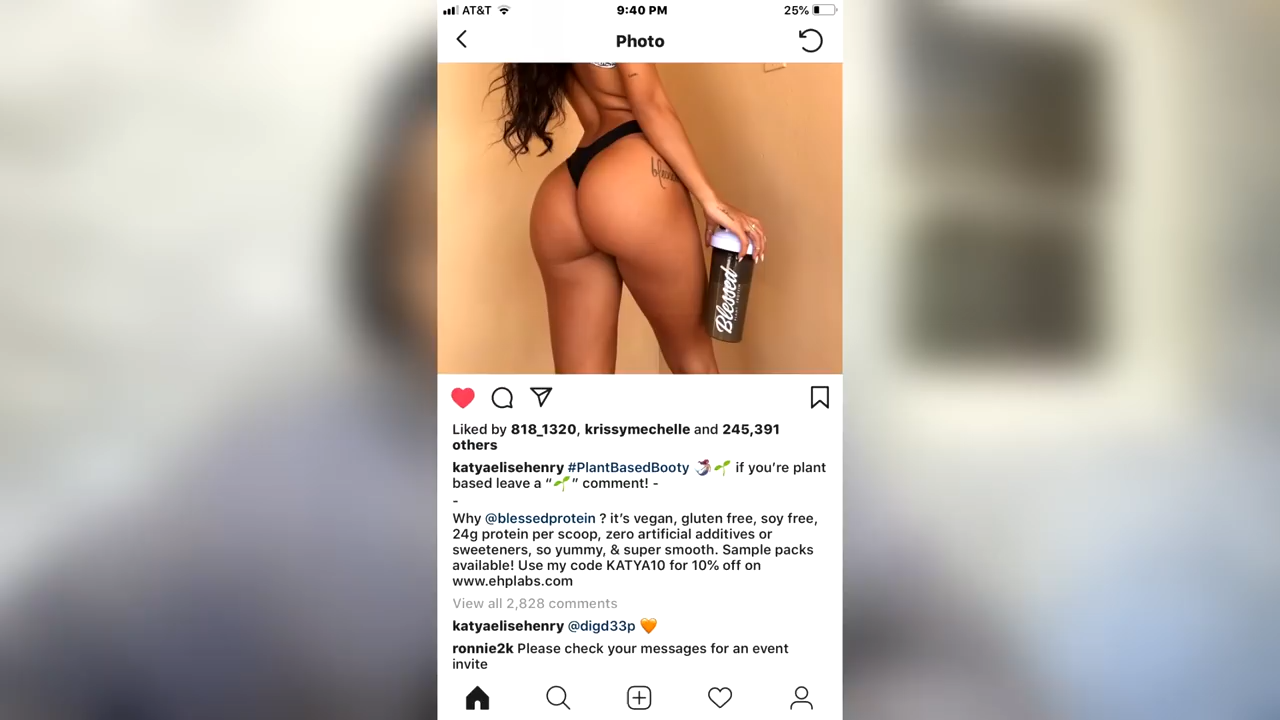 AT&T
9:40 PM
25%
Photo
Blessed
Liked by 818_1320, krissymechelle and 245,391
others
katyaelisehenry #PlantBasedBooty 🧜🏻‍♀️🌱 if you’re plant
based leave a “🌱” comment! -
-
Why @blessedprotein ? it’s vegan, gluten free, soy free,
24g protein per scoop, zero artificial additives or
sweeteners, so yummy, & super smooth. Sample packs
available! Use my code KATYA10 for 10% off on
www.ehplabs.com
View all 2,828 comments
katyaelisehenry @digd33p 🧡
ronnie2k Please check your messages for an event
invite